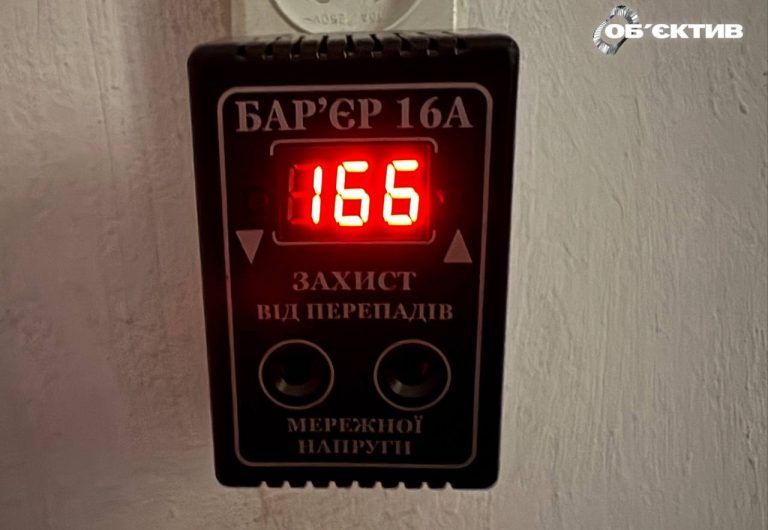 ОБ'ЄКТИВ
БАР'ЄР 16А
166
ЗАХИСТ
ВІД ПЕРЕПАДІВ
МЕРЕЖНОЇ
НАПРУГИ